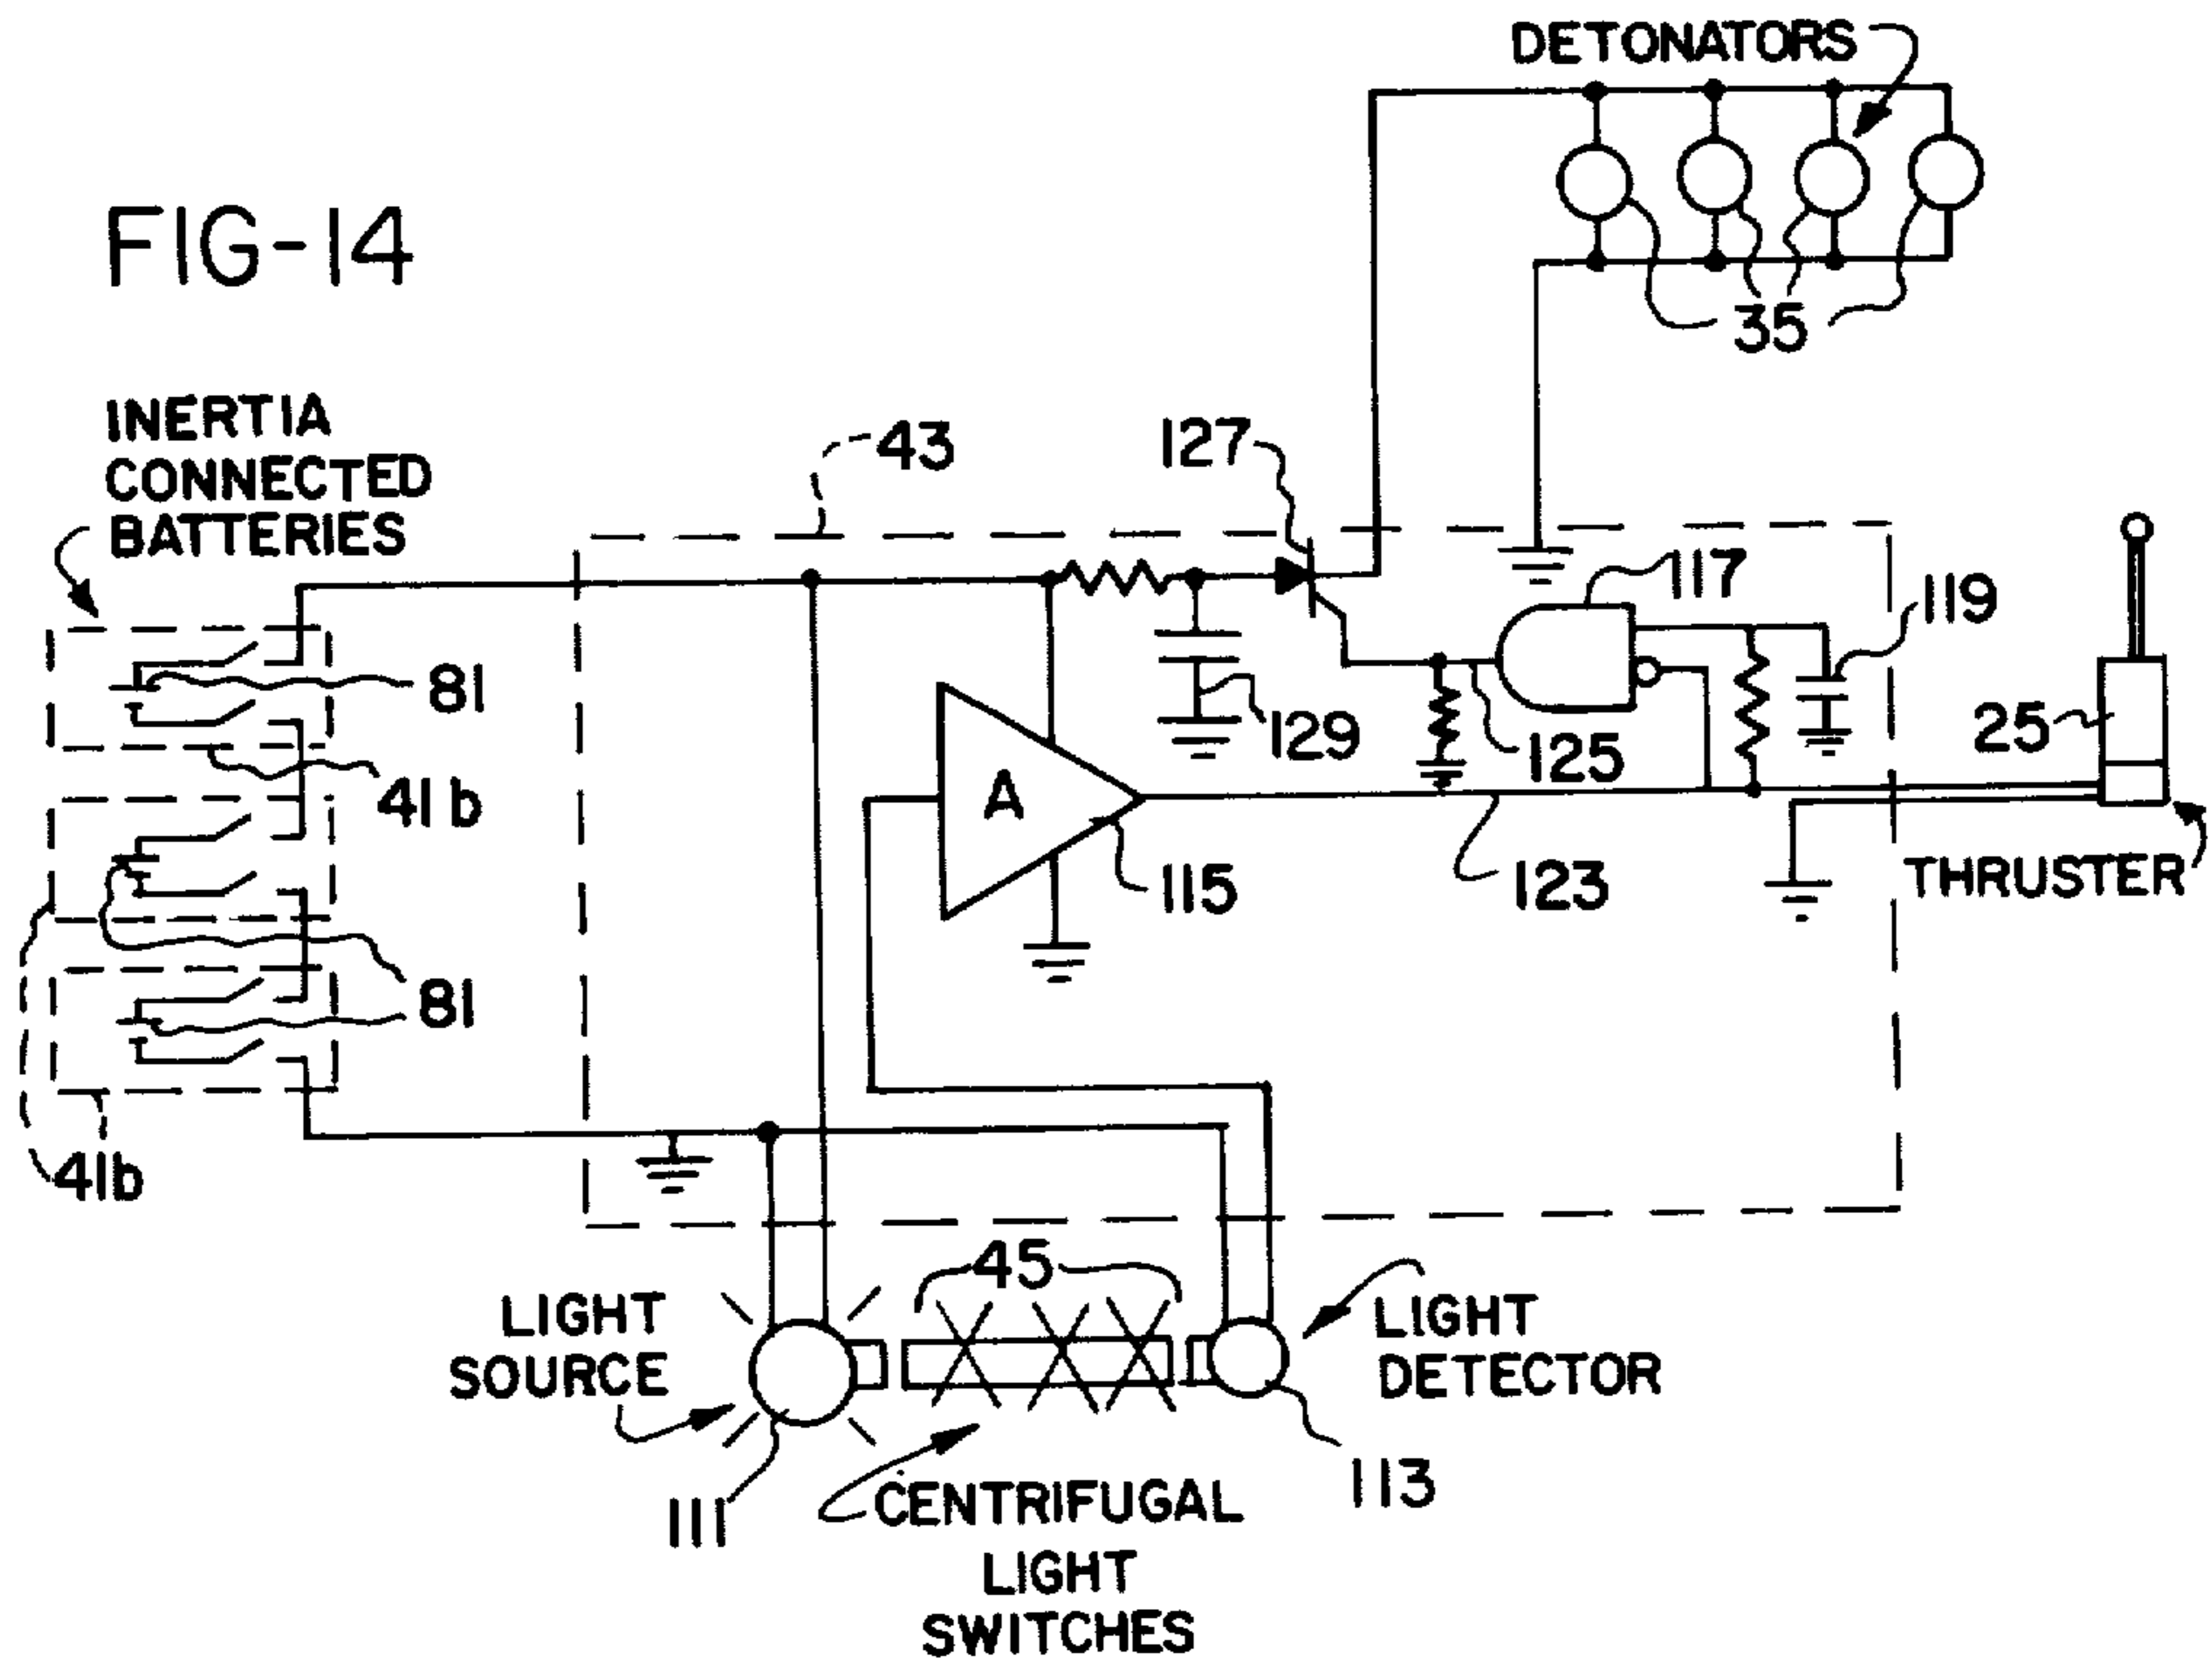 DETONATORS
FIG-14
35
INERTIA
CONNECTED
BATTERIES
43
127
117
119
81
129
125
25
41b
A
115
123
THRUSTER
81
41b
45
LIGHT
SOURCE
LIGHT
DETECTOR
111
113
CENTRIFUGAL
LIGHT
SWITCHES